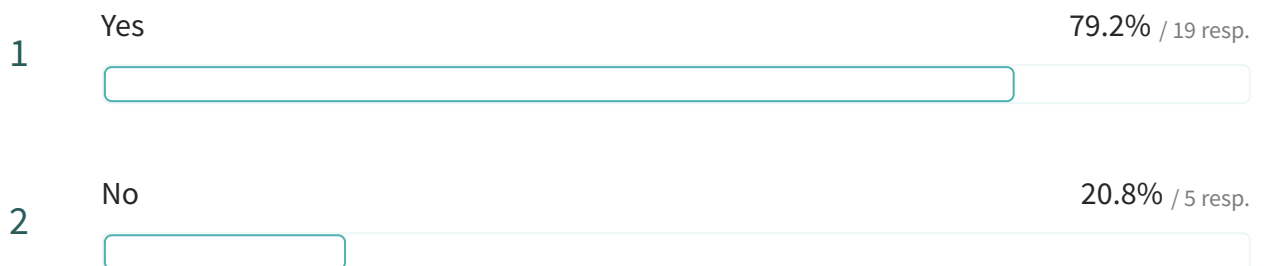 1
Yes
79.2% / 19 resp.
2
No
20.8% / 5 resp.